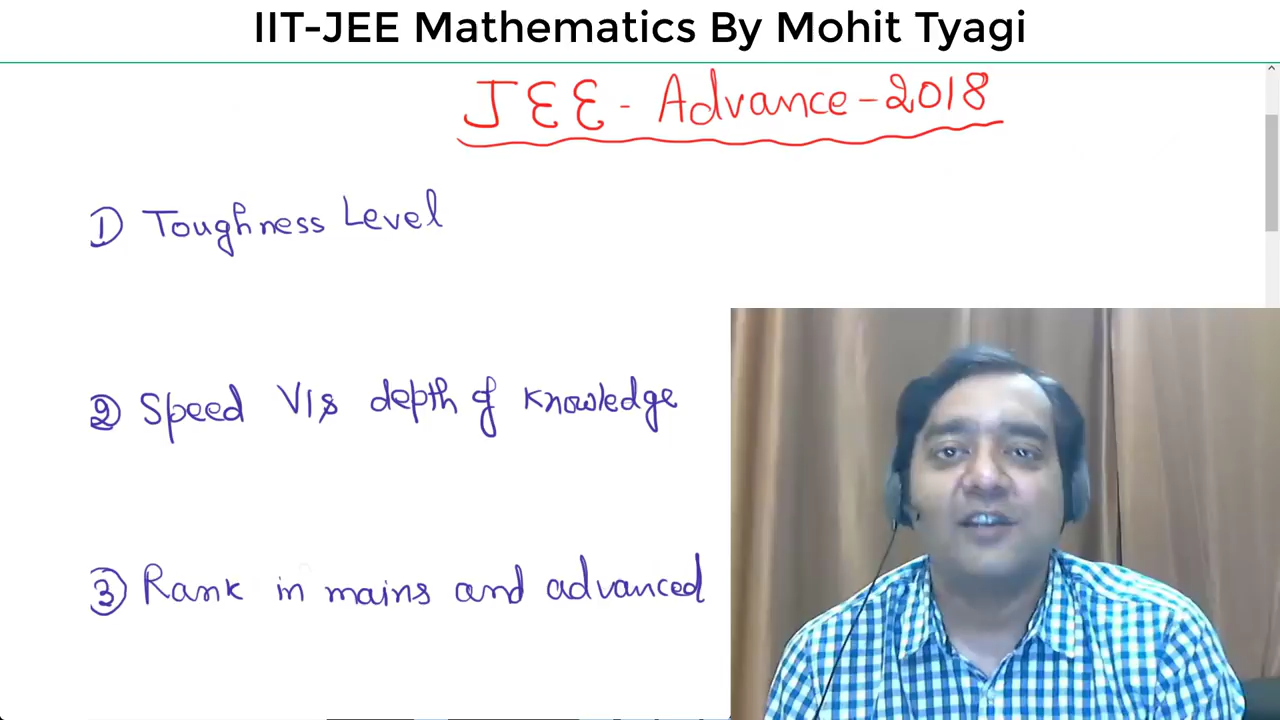 IIT-JEE Mathematics By Mohit Tyagi
JEE - Advance - 2018
1) Toughness Level
2) Speed V/s depth of knowledge
3) Rank in mains and advanced